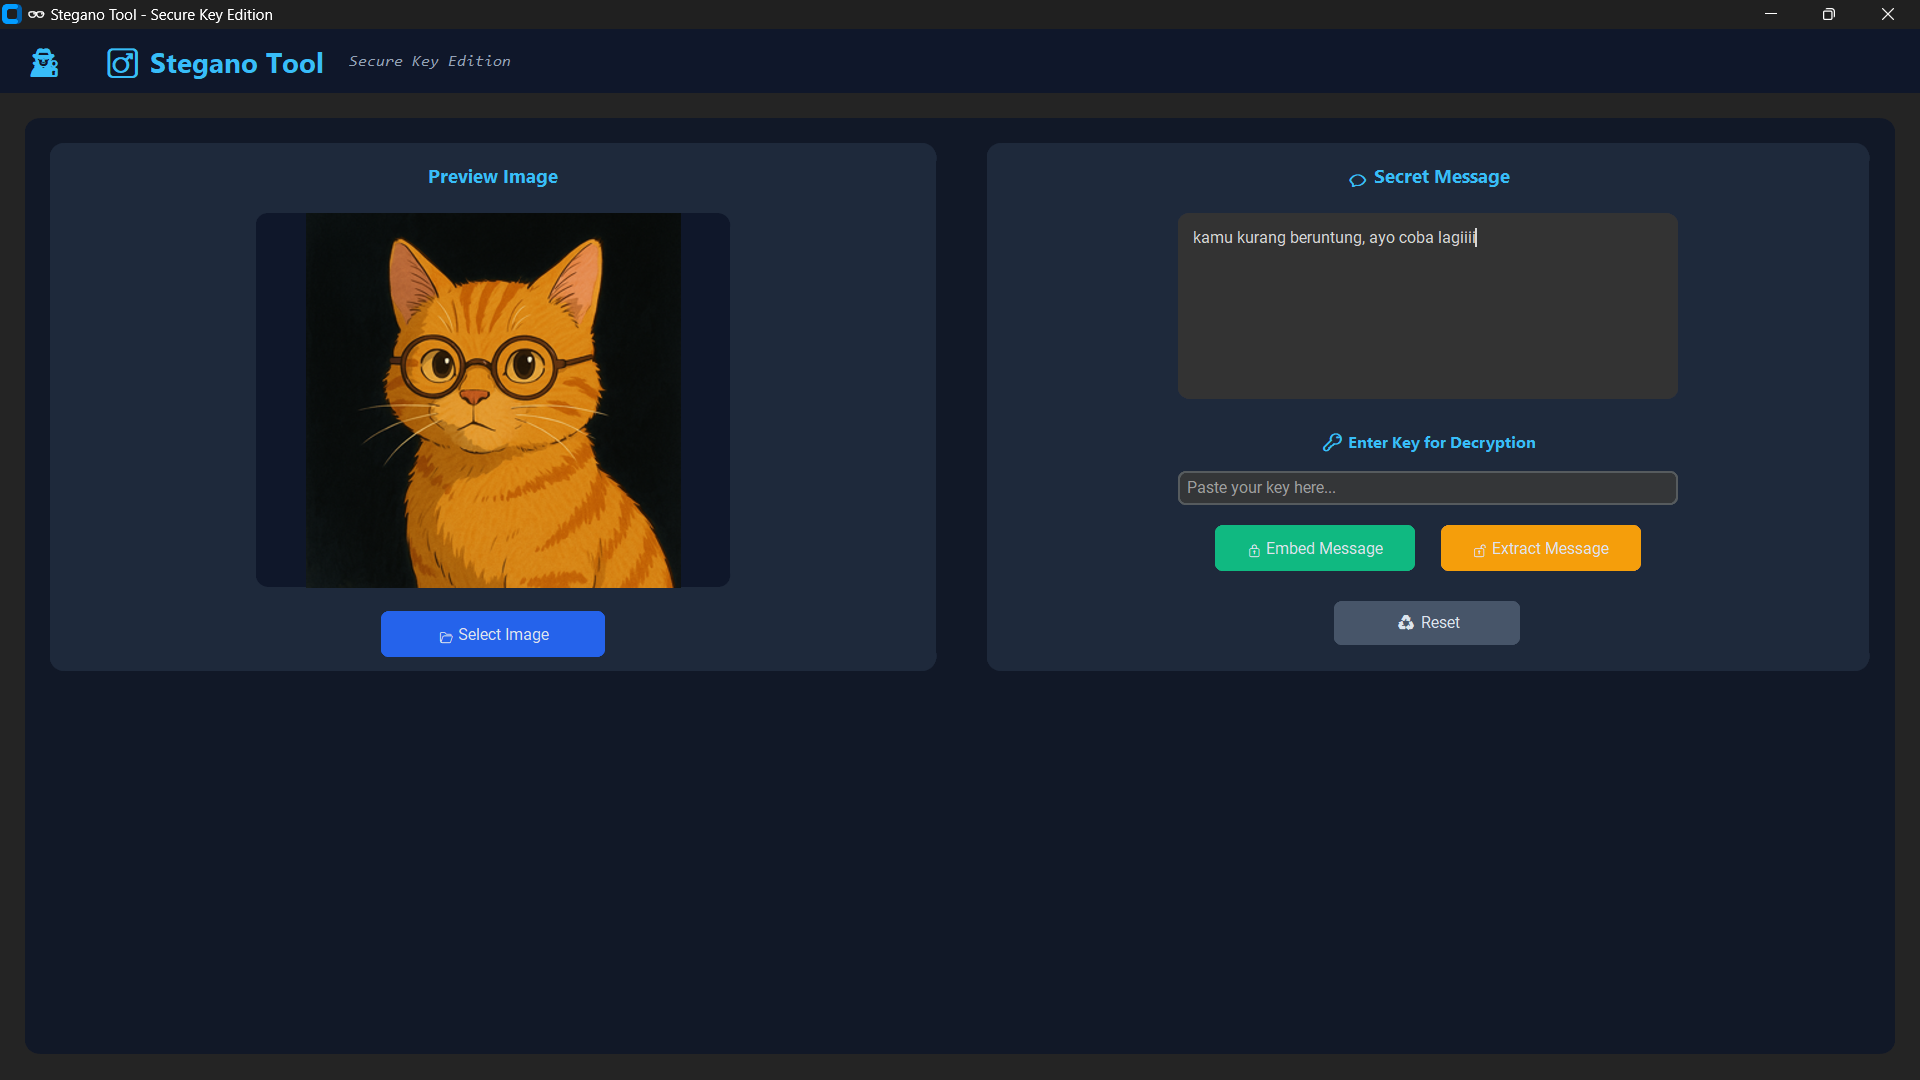 Stegano Tool - Secure Key Edition
Stegano Tool
Secure Key Edition
Preview Image
Select Image
Secret Message
kamu kurang beruntung, ayo coba lagiiii
Enter Key for Decryption
Paste your key here...
Embed Message
Extract Message
Reset